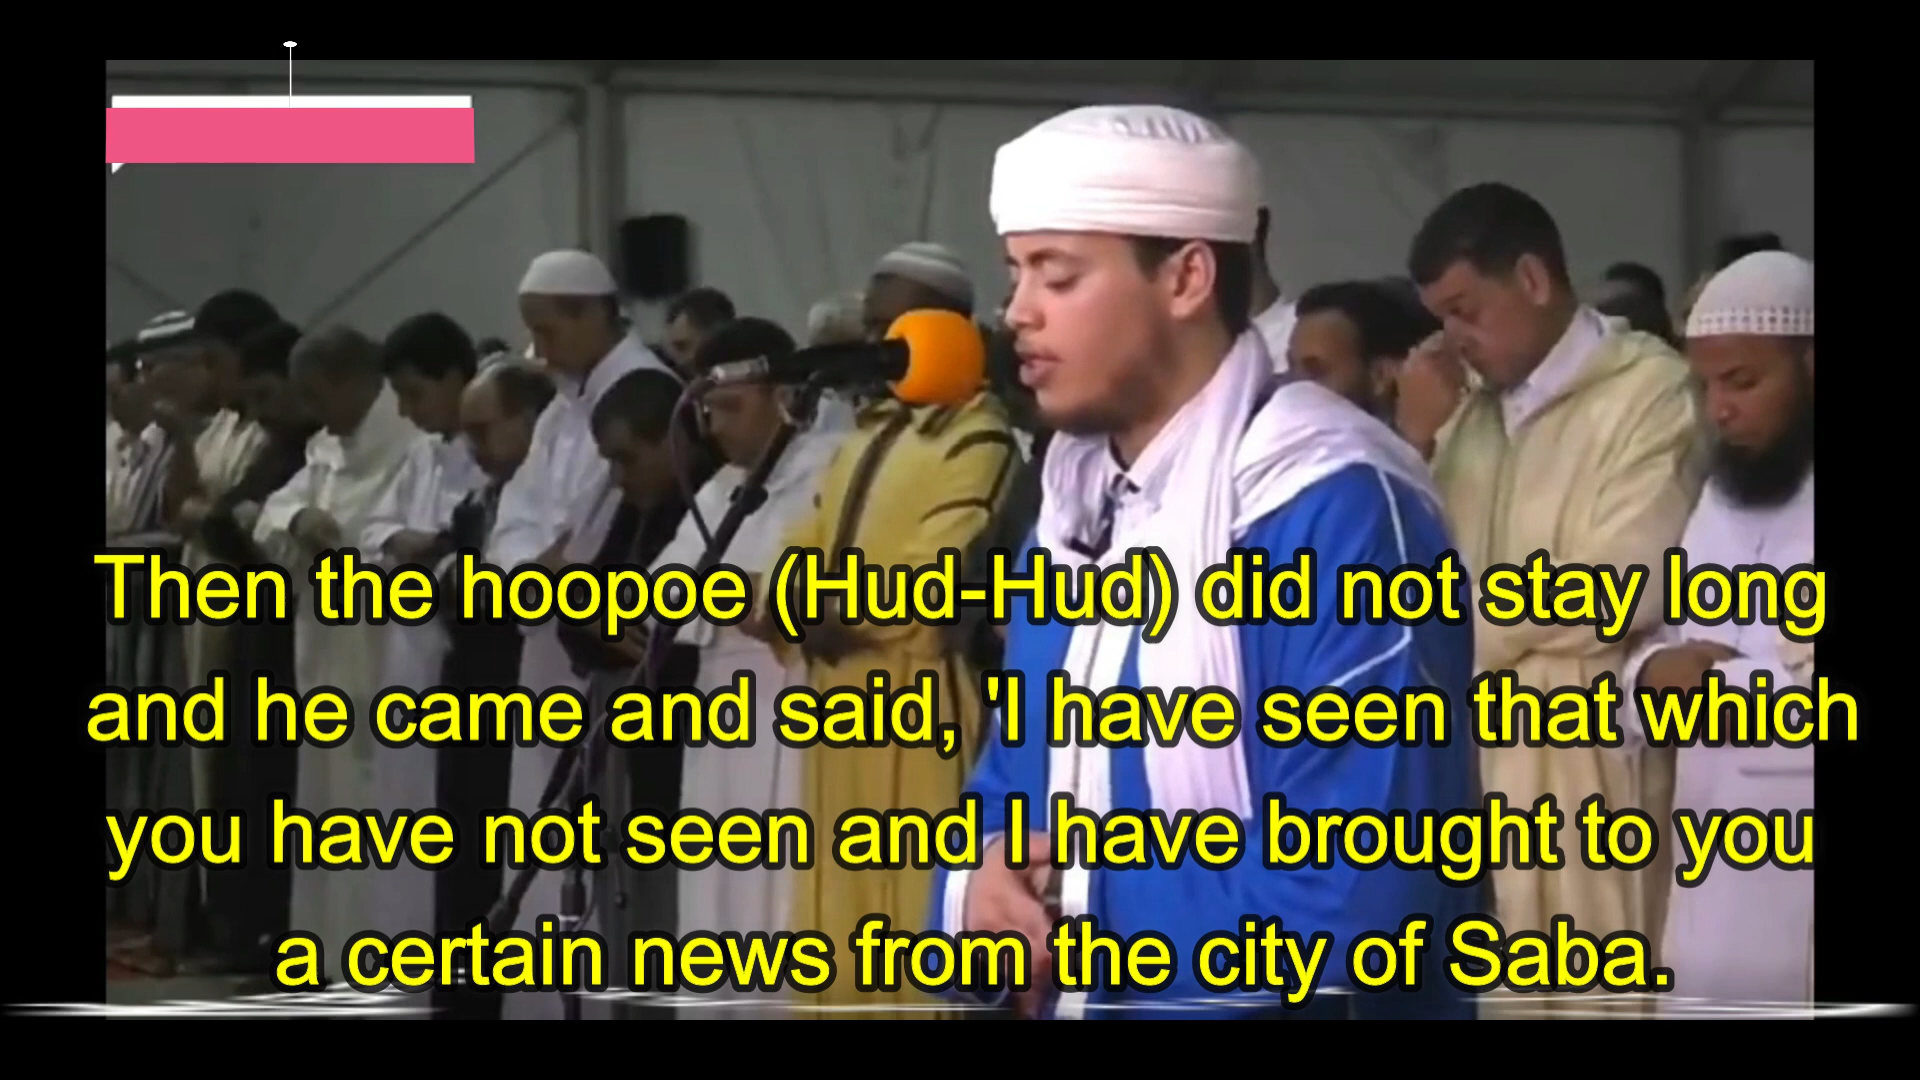 Then the hoopoe (Hud-Hud) did not stay long
and he came and said, 'I have seen that which
you have not seen and I have brought to you
a certain news from the city of Saba.